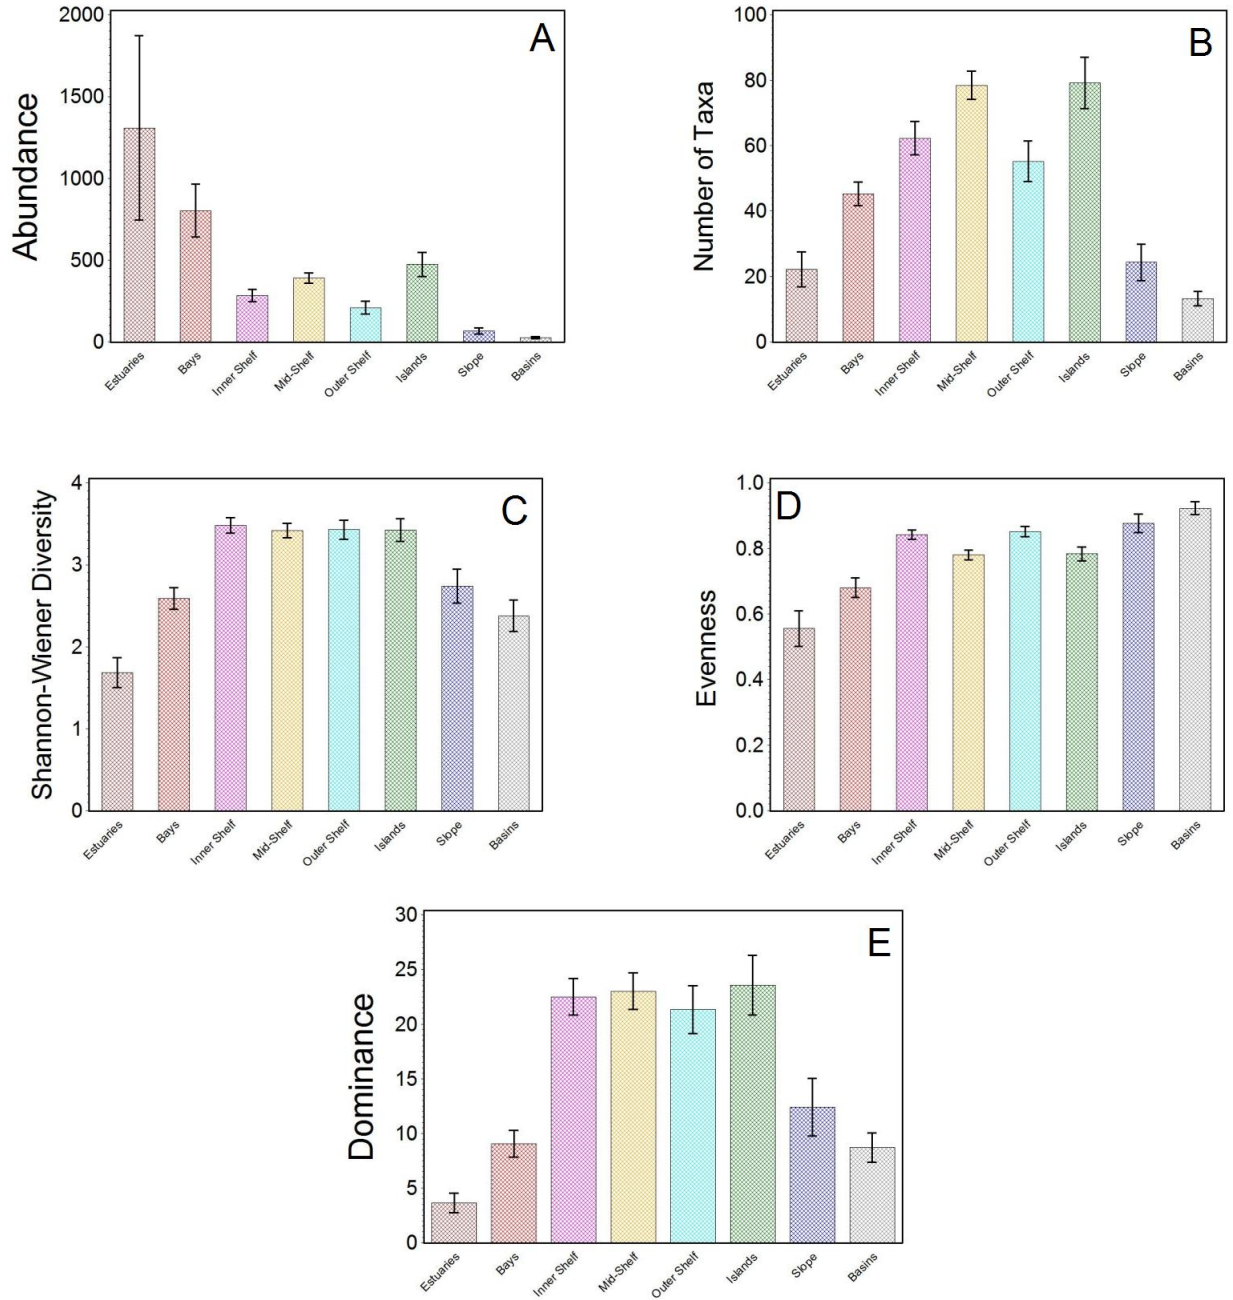 A
Abundance
2000
1500
1000
500
0
Estuaries
Bays
Inner Shelf
Mid-Shelf
Outer Shelf
Islands
Slope
Basins
B
Number of Taxa
100
80
60
40
20
0
Estuaries
Bays
Inner Shelf
Mid-Shelf
Outer Shelf
Islands
Slope
Basins
C
Shannon-Wiener Diversity
4
3
2
1
0
Estuaries
Bays
Inner Shelf
Mid-Shelf
Outer Shelf
Islands
Slope
Basins
D
Evenness
1.0
0.8
0.6
0.4
0.2
0.0
Estuaries
Bays
Inner Shelf
Mid-Shelf
Outer Shelf
Islands
Slope
Basins
E
Dominance
30
25
20
15
10
5
0
Estuaries
Bays
Inner Shelf
Mid-Shelf
Outer Shelf
Islands
Slope
Basins